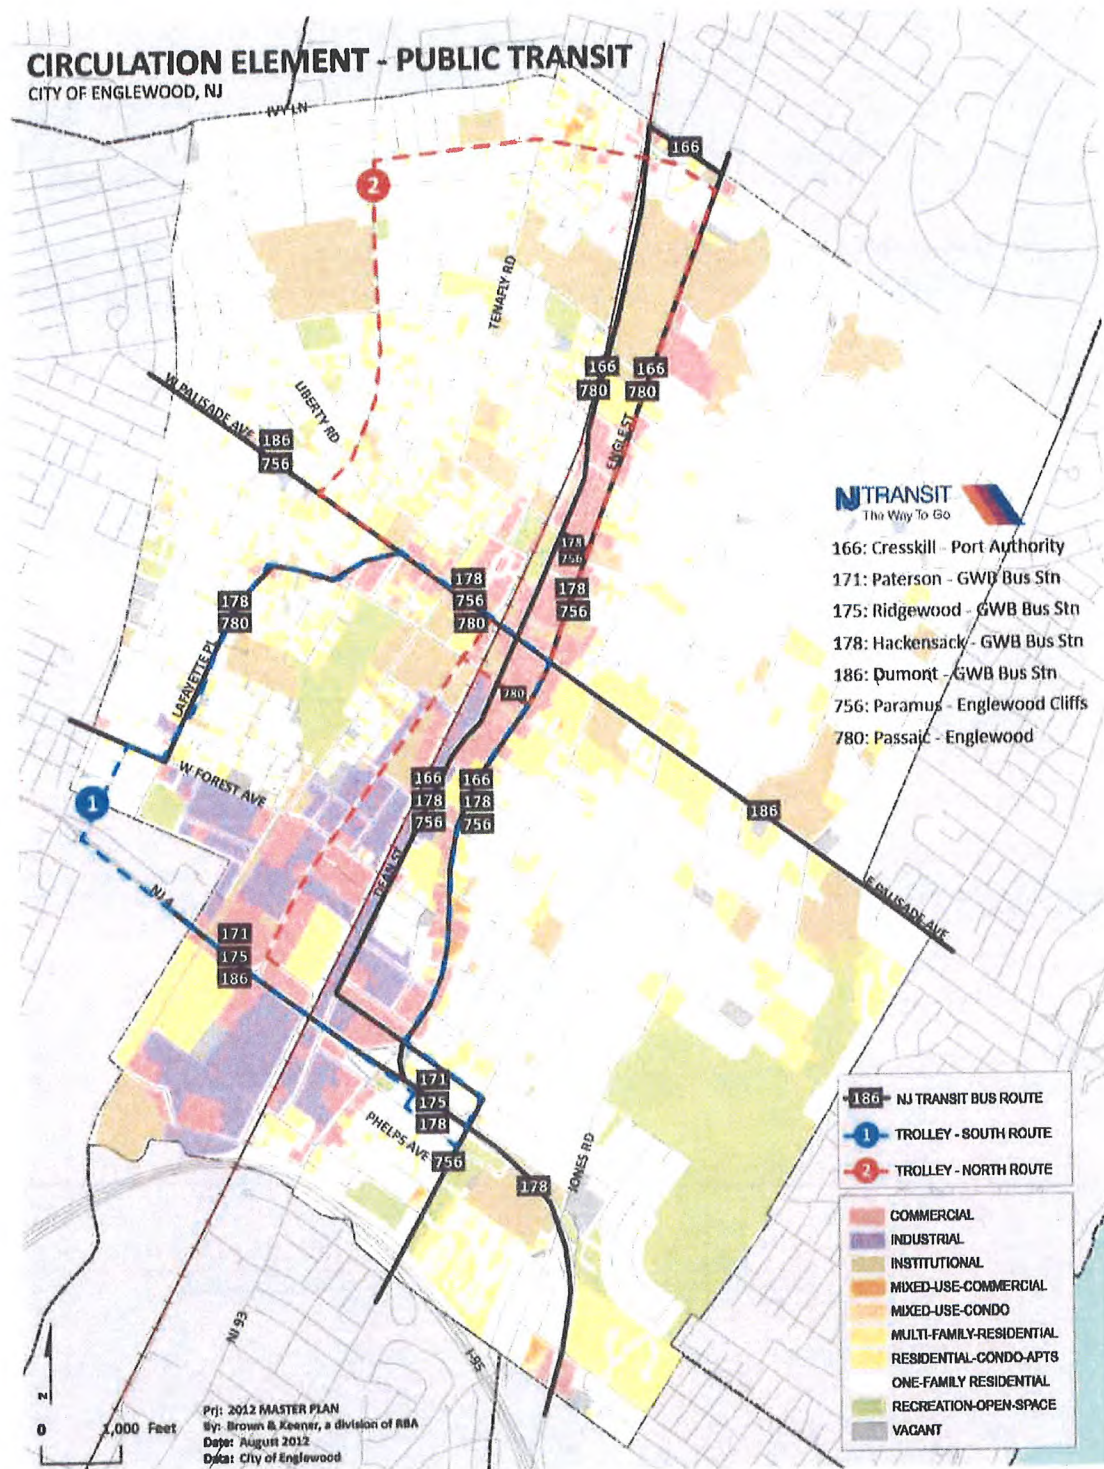 CIRCULATION ELEMENT - PUBLIC TRANSIT
CITY OF ENGLEWOOD, NJ
IVY LN
166
2
TENAFLY RD
166
780
166
780
W PALISADE AVE
LIBERTY RD
ENGLE ST
186
756
NJ TRANSIT
The Way To Go
166: Cresskill - Port Authority
171: Paterson - GWB Bus Stn
175: Ridgewood - GWB Bus Stn
178: Hackensack - GWB Bus Stn
186: Dumont - GWB Bus Stn
756: Paramus - Englewood Cliffs
780: Passaic - Englewood
178
756
178
756
178
756
780
178
780
LAFAYETTE PL
780
W FOREST AVE
1
166
178
756
166
178
756
186
DEAN ST
E PALISADE AVE
NJ 4
171
175
186
171
175
178
PHELPS AVE
756
178
JONES RD
186 NJ TRANSIT BUS ROUTE
1 TROLLEY - SOUTH ROUTE
2 TROLLEY - NORTH ROUTE
COMMERCIAL
INDUSTRIAL
INSTITUTIONAL
MIXED-USE-COMMERCIAL
MIXED-USE-CONDO
MULTI-FAMILY-RESIDENTIAL
RESIDENTIAL-CONDO-APTS
ONE-FAMILY RESIDENTIAL
RECREATION-OPEN-SPACE
VACANT
NJ 93
I-95
N
0 1,000 Feet
Prj: 2012 MASTER PLAN
By: Brown & Keener, a division of RBA
Date: August 2012
Data: City of Englewood